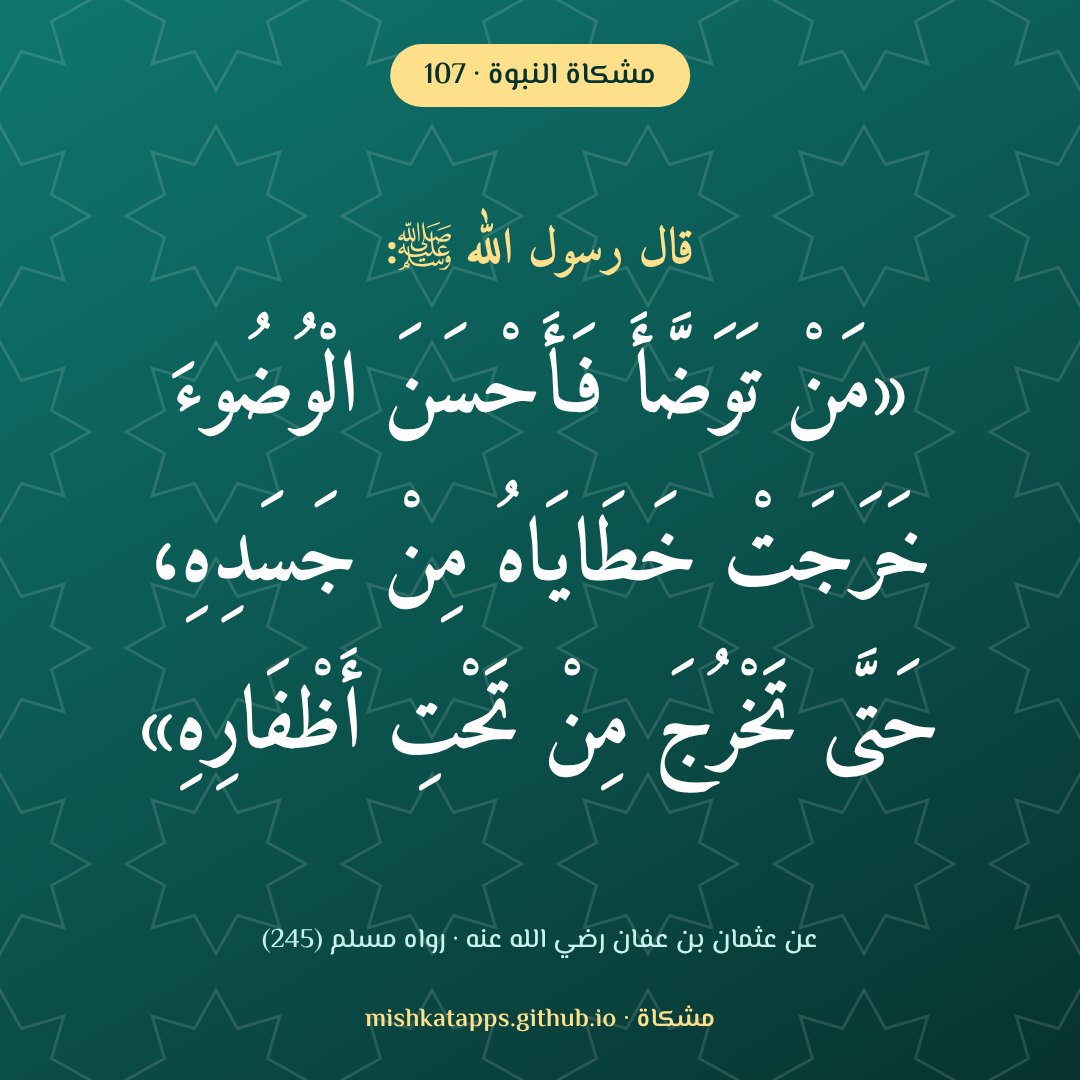 مشكاة النبوة · 107
قال رسول الله ﷺ:
«مَنْ تَوَضَّأَ فَأَحْسَنَ الْوُضُوءَ
خَرَجَتْ خَطَايَاهُ مِنْ جَسَدِهِ،
حَتَّى تَخْرُجَ مِنْ تَحْتِ أَظْفَارِهِ»
عن عثمان بن عفان رضي الله عنه · رواه مسلم (245)
مشكاة · mishkatapps.github.io